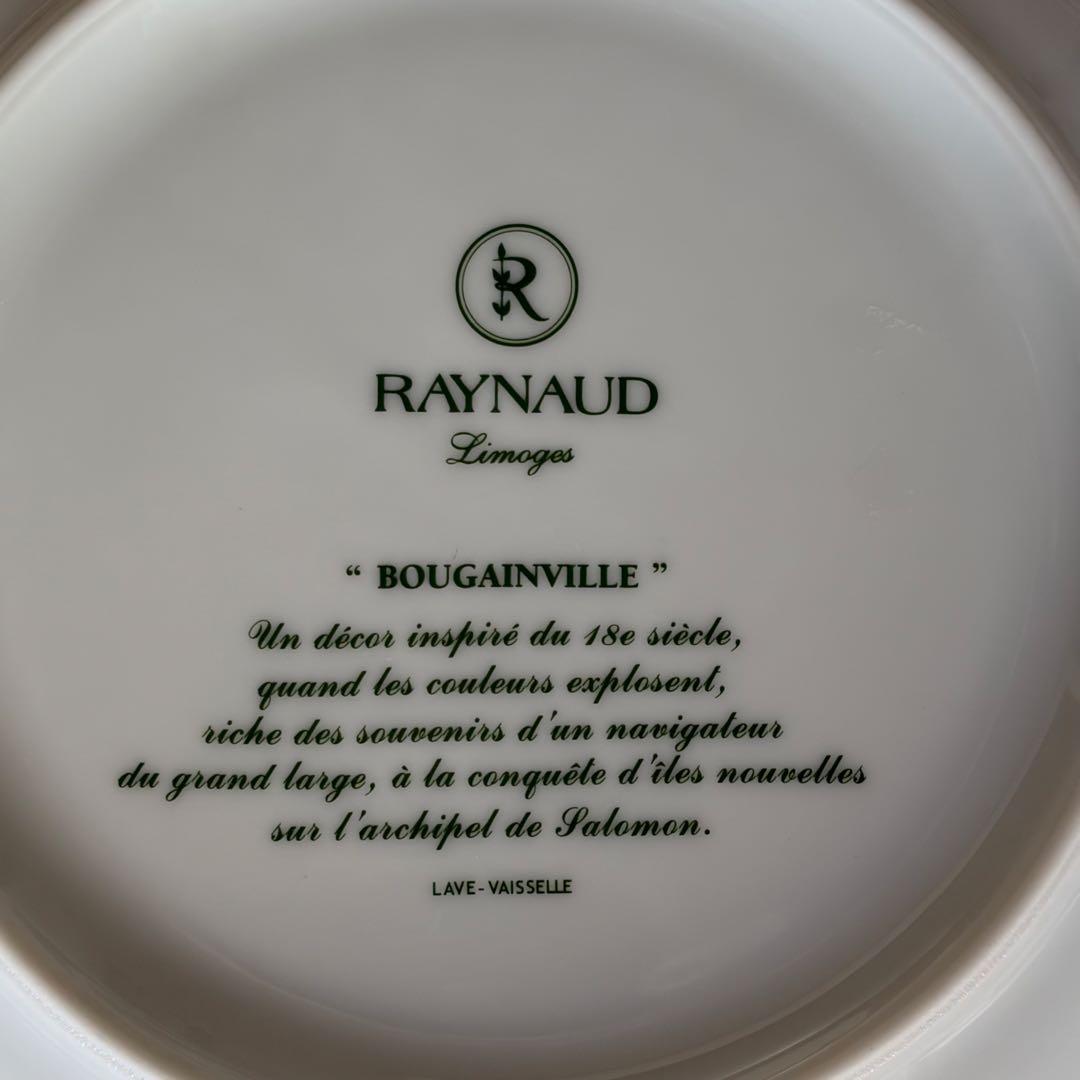 R
RAYNAUD
Limoges
“ BOUGAINVILLE ”
Un décor inspiré du 18e siècle,
quand les couleurs explosent,
riche des souvenirs d'un navigateur
du grand large, à la conquête d'îles nouvelles
sur l'archipel de Salomon.
LAVE-VAISSELLE